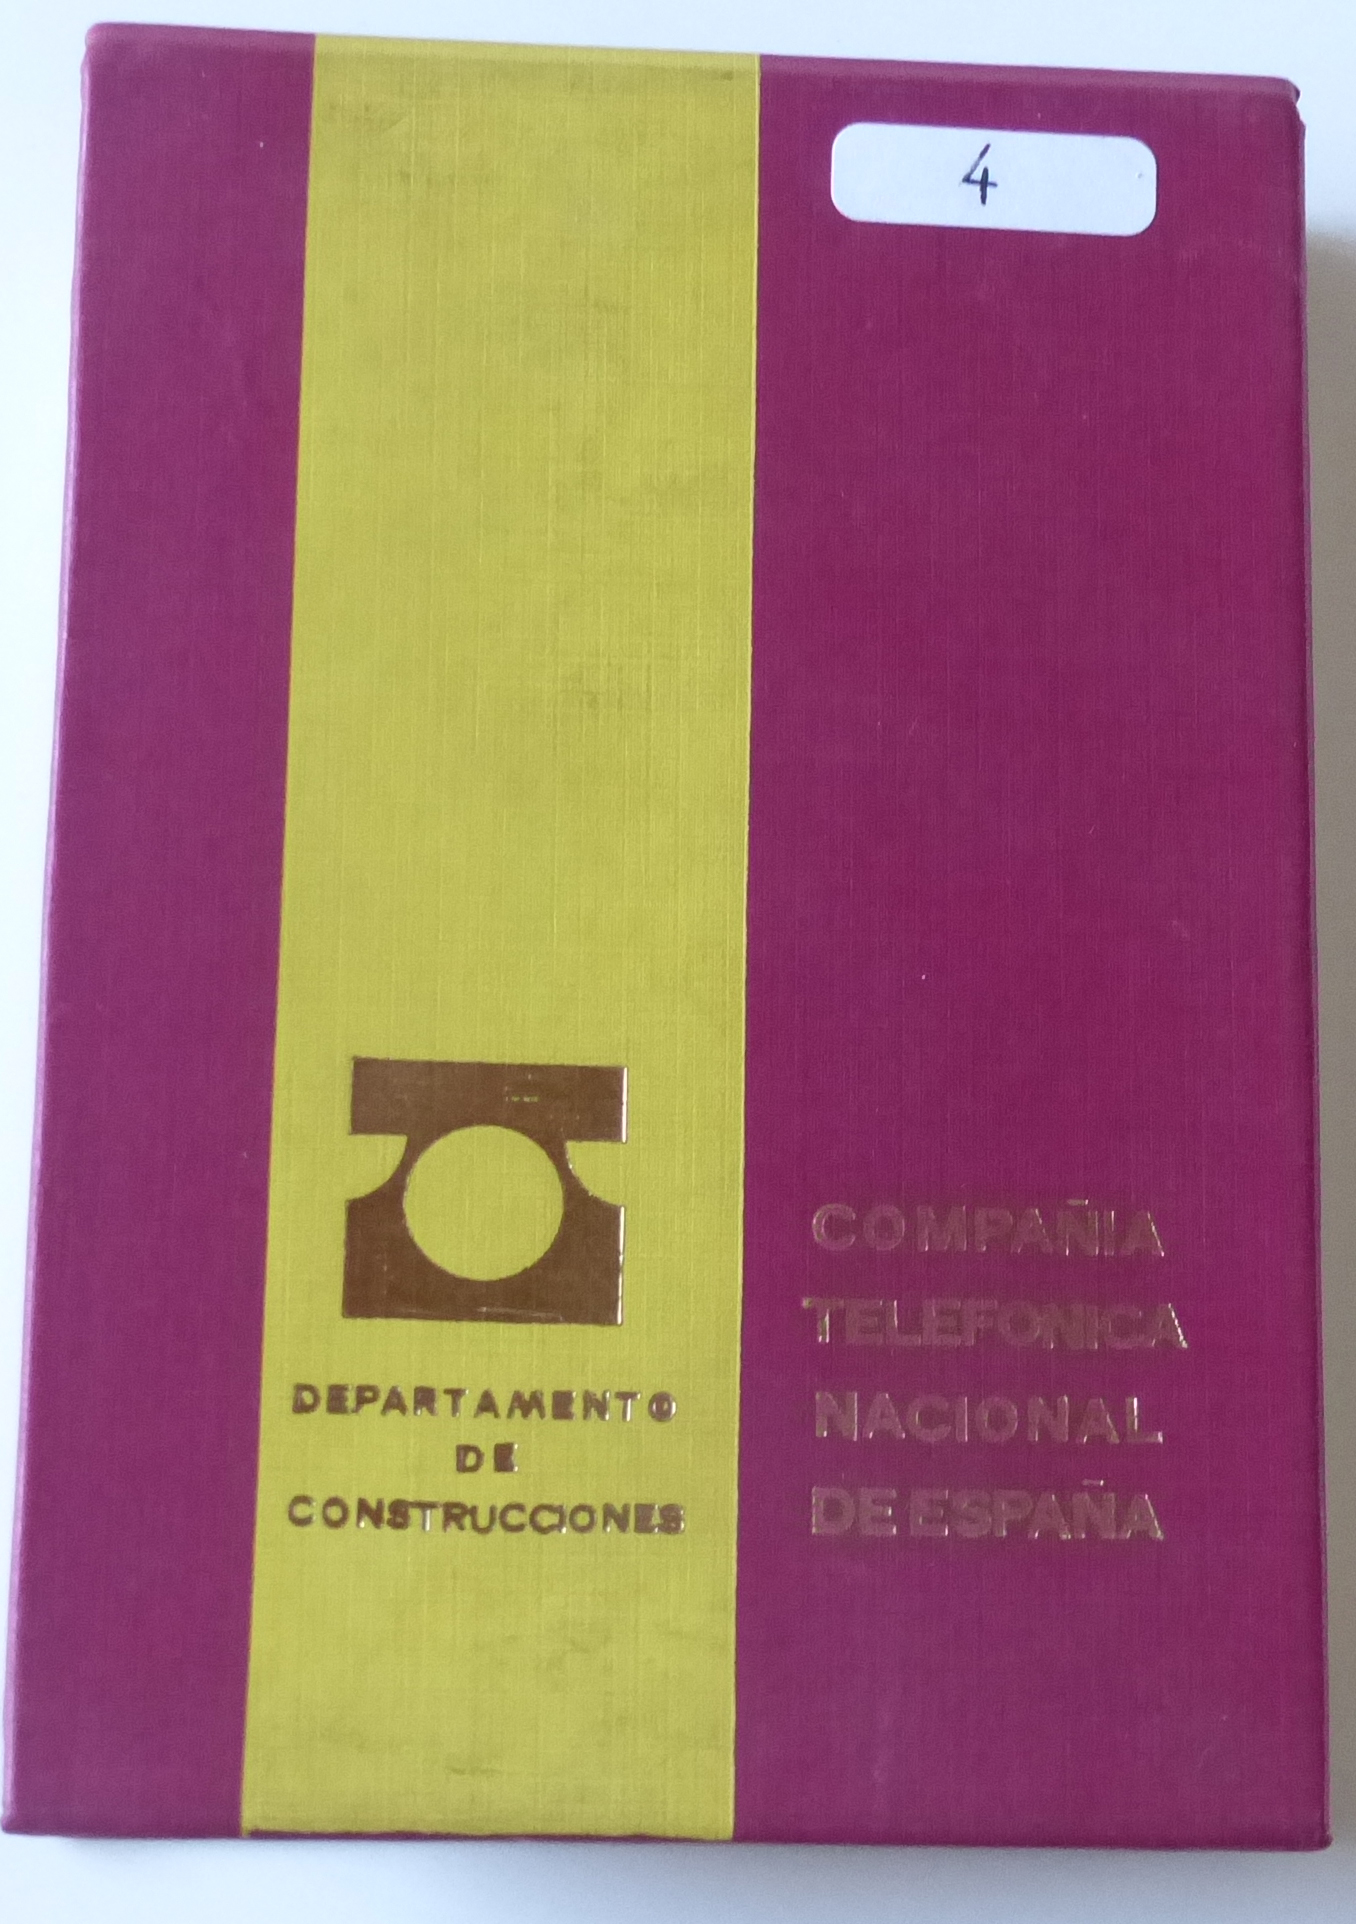 4
DEPARTAMENTO
DE
CONSTRUCCIONES
COMPAÑIA
TELEFONICA
NACIONAL
DE ESPAÑA